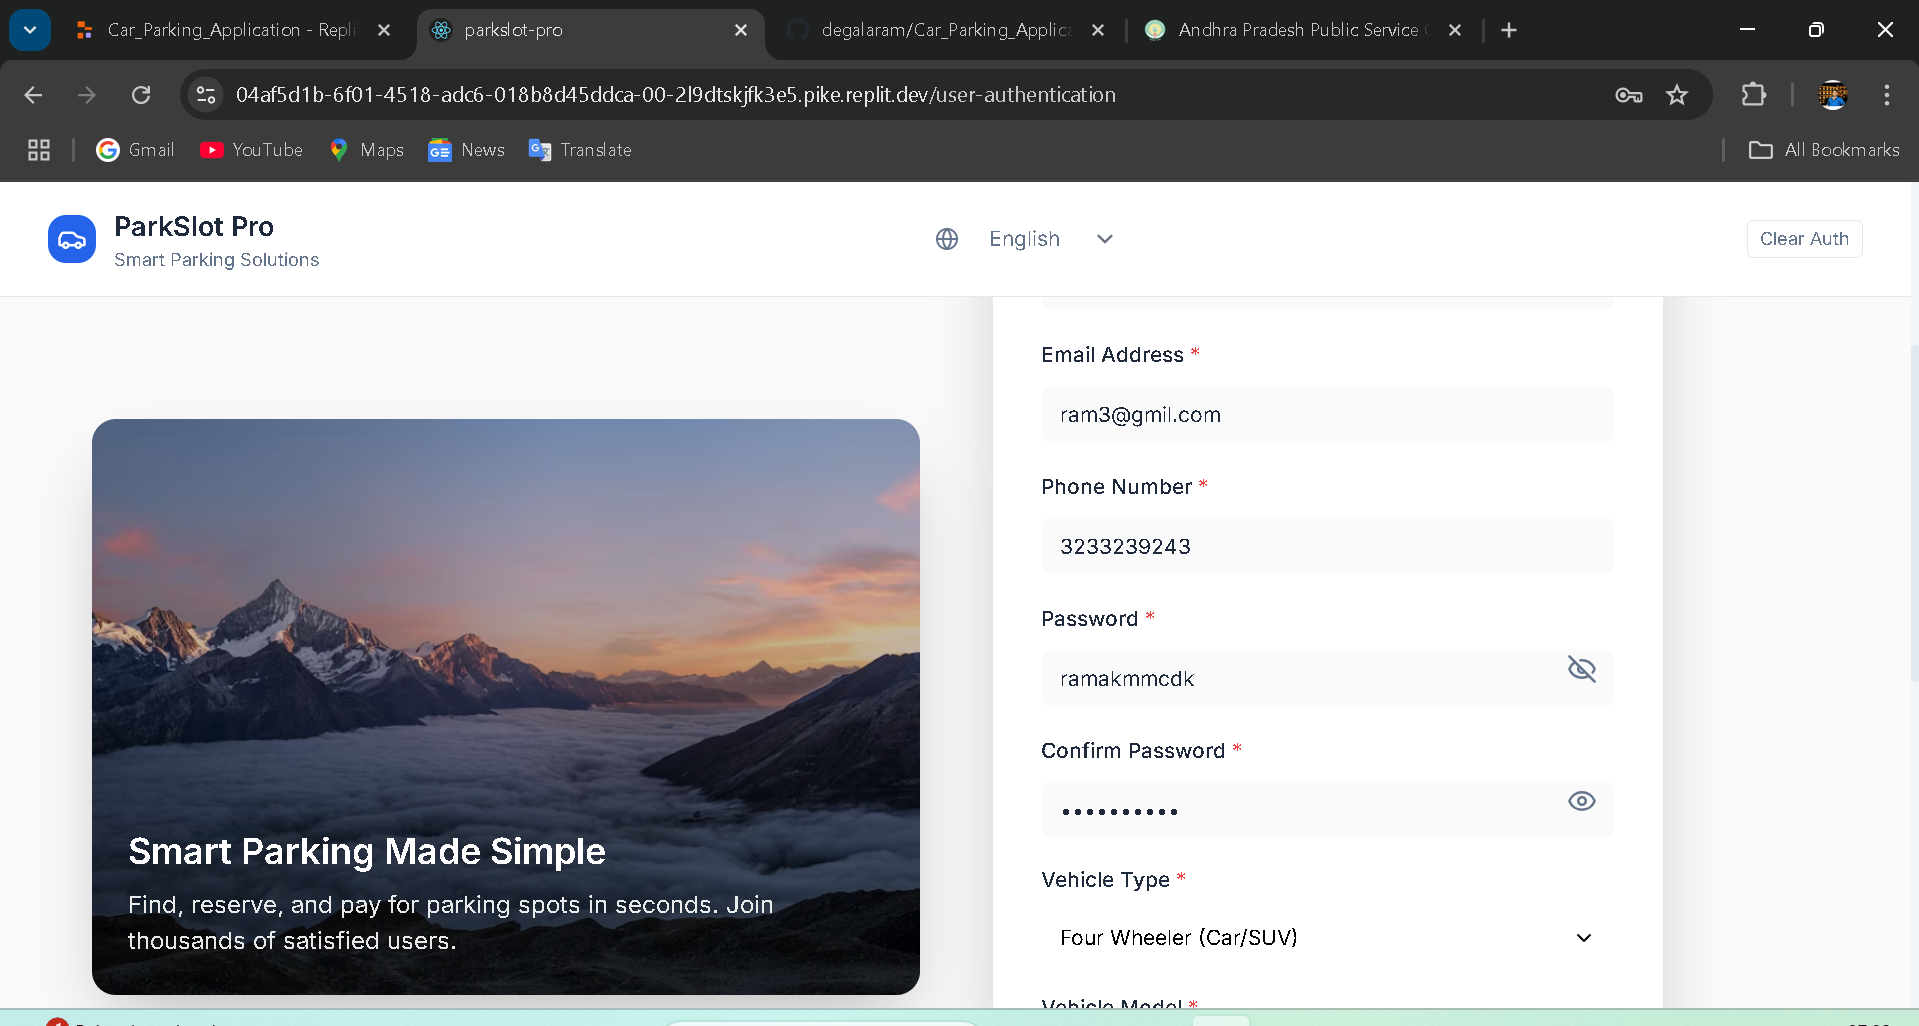 Car_Parking_Application - Repli
parkslot-pro
degalaram/Car_Parking_Applica
Andhra Pradesh Public Service C
04af5d1b-6f01-4518-adc6-018b8d45ddca-00-2l9dtskjfk3e5.pike.replit.dev/user-authentication
Gmail
YouTube
Maps
News
Translate
All Bookmarks
ParkSlot Pro
Smart Parking Solutions
English
Clear Auth
Email Address *
ram3@gmil.com
Phone Number *
3233239243
Password *
ramakmmcdk
Confirm Password *
••••••••••
Vehicle Type *
Four Wheeler (Car/SUV)
Vehicle Model *
Smart Parking Made Simple
Find, reserve, and pay for parking spots in seconds. Join
thousands of satisfied users.